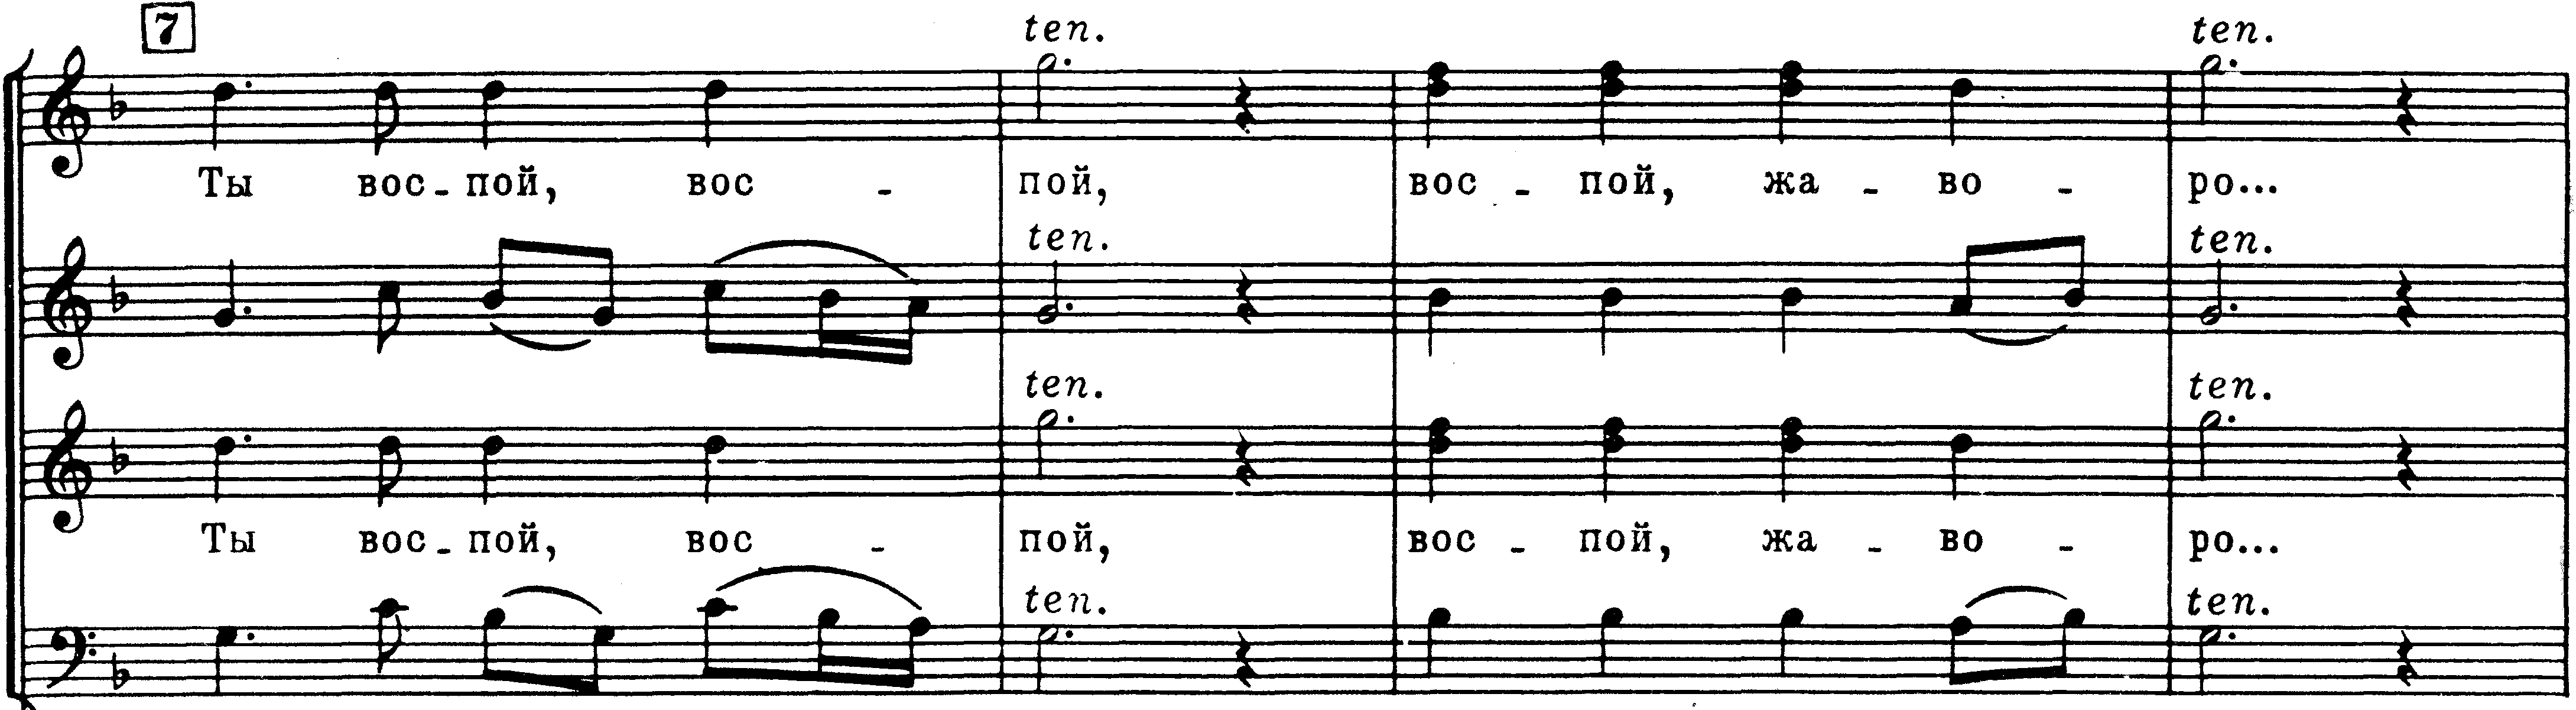 7
ten. ten.
Ты вос - пой, вос - пой, вос - пой, жа - во - ро...
ten. ten.
ten. ten.
Ты вос - пой, вос - пой, вос - пой, жа - во - ро...
ten. ten.